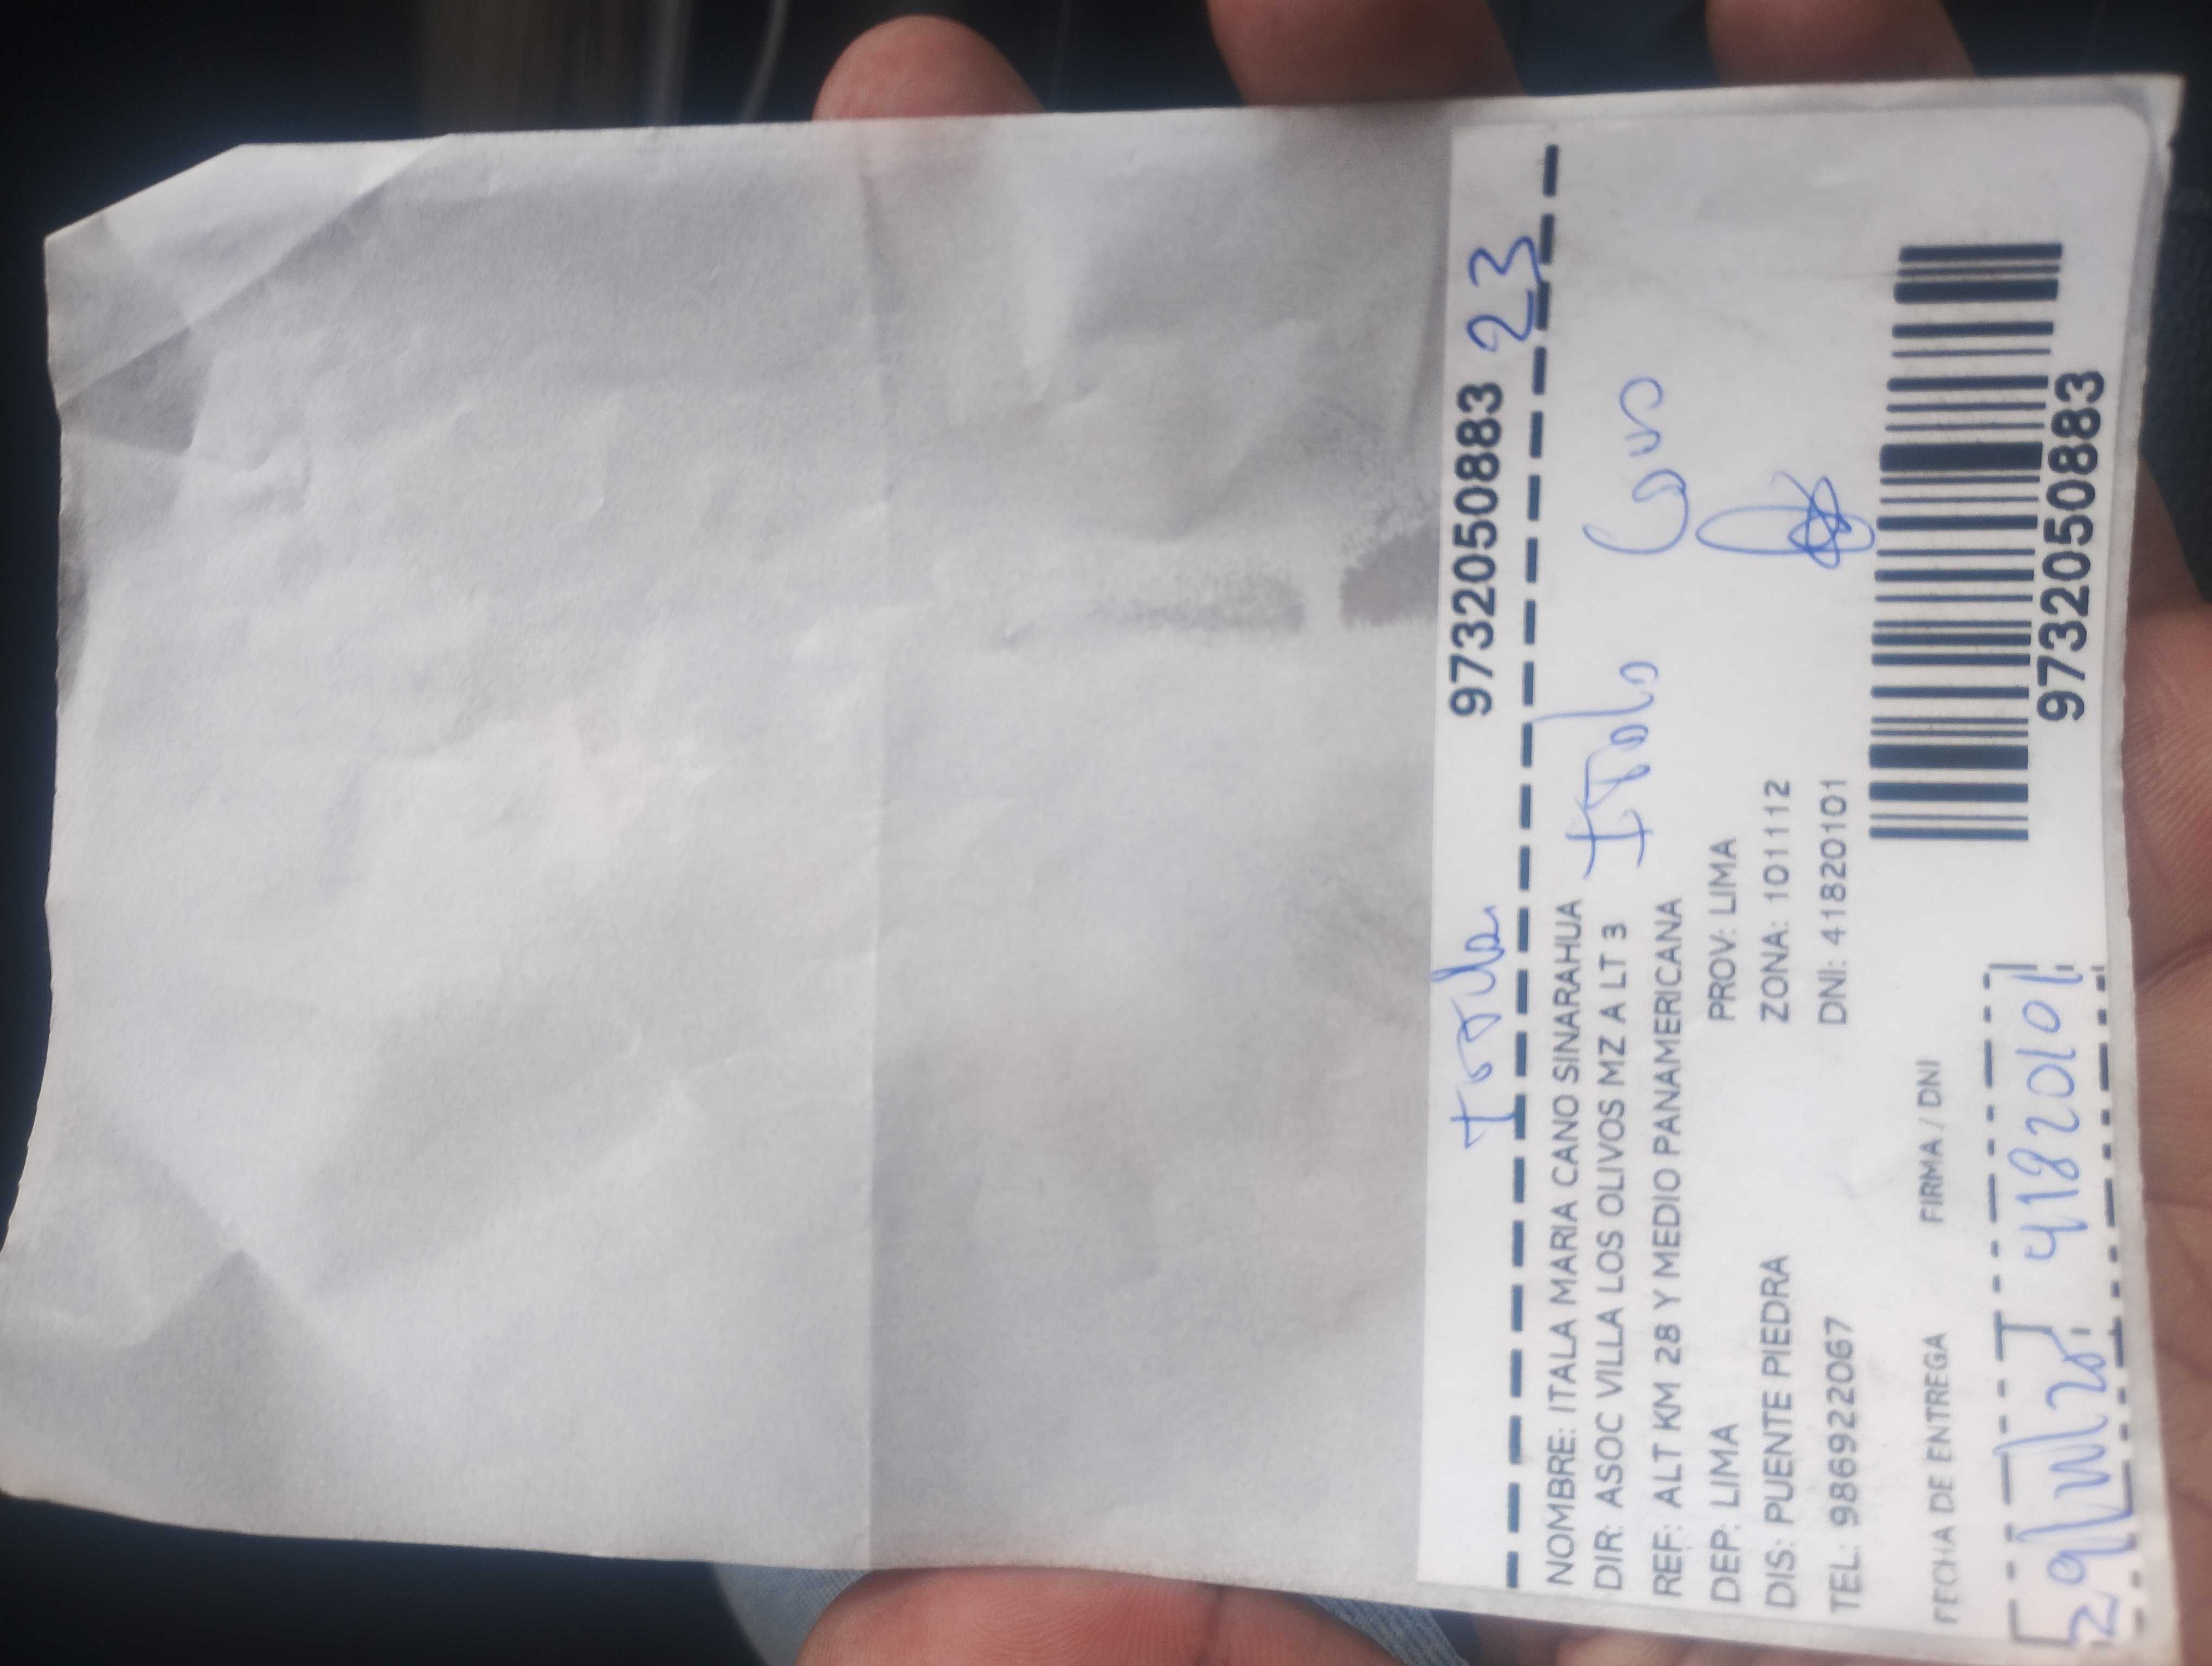 Itala 9732050883 23
NOMBRE: ITALA MARIA CANO SINARAHUA
DIR: ASOC VILLA LOS OLIVOS MZ A LT 3
REF: ALT KM 28 Y MEDIO PANAMERICANA
DEP: LIMA PROV: LIMA
DIS: PUENTE PIEDRA ZONA: 101112
TEL: 986922067 DNI: 41820101
FECHA DE ENTREGA FIRMA / DNI
41820101
9732050883